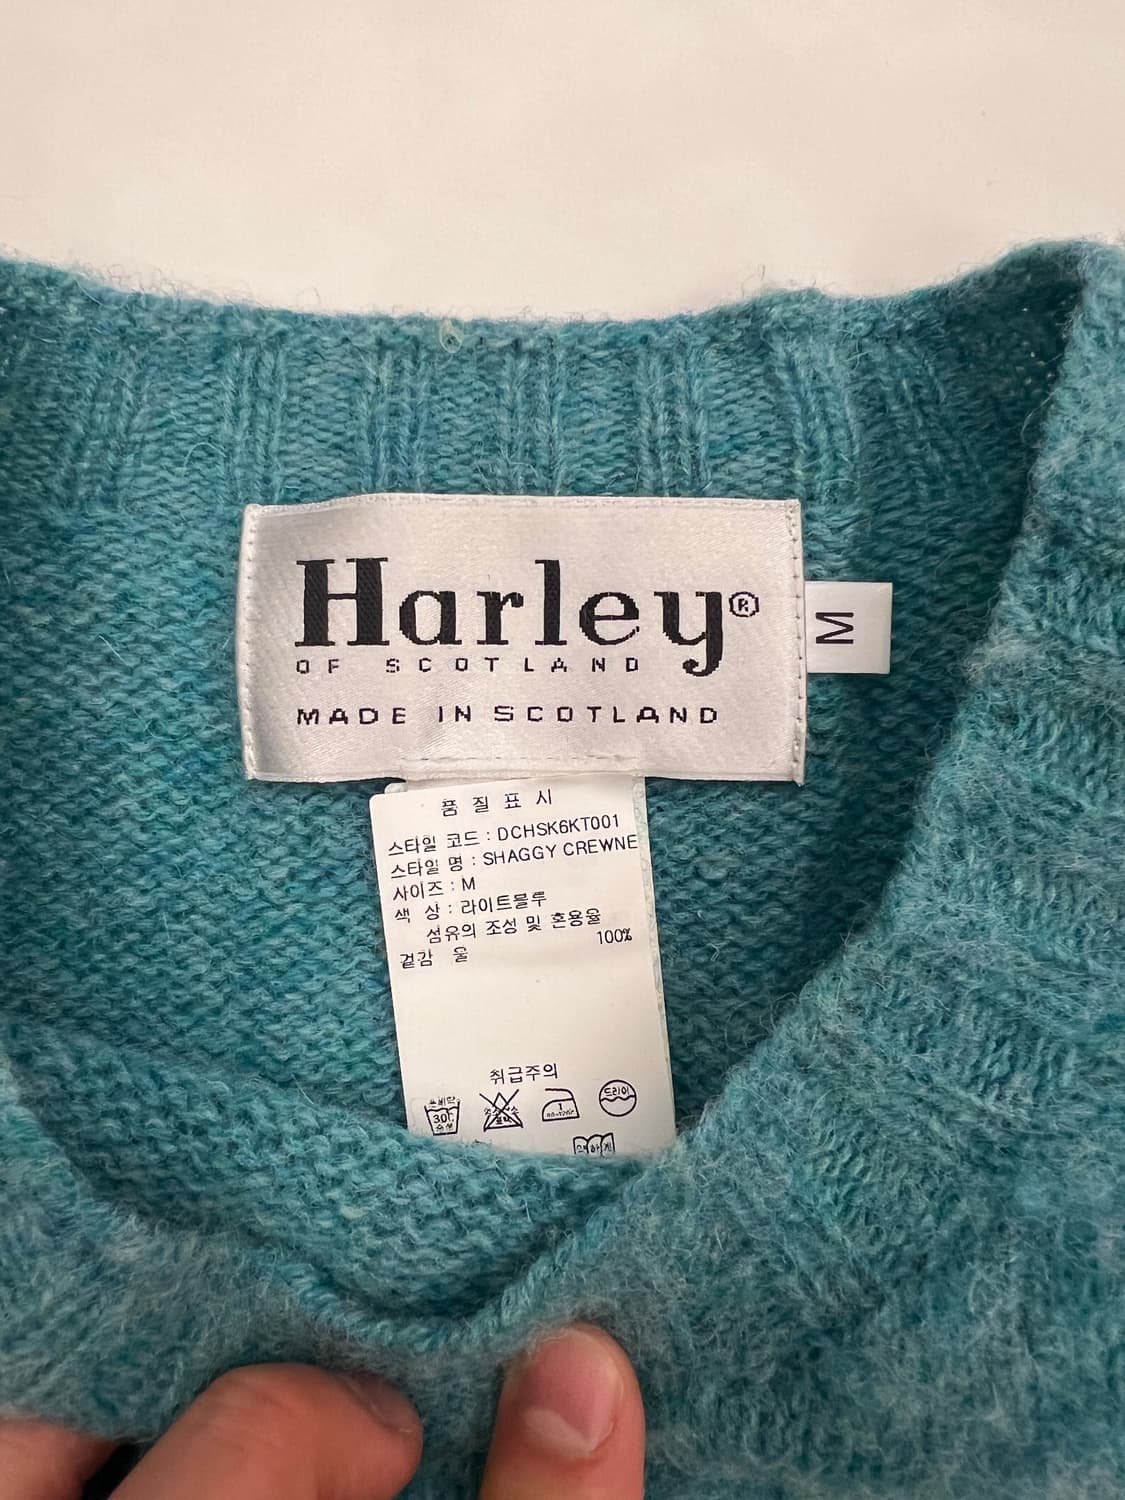 Harley®
OF SCOTLAND
MADE IN SCOTLAND
M
품 질 표 시
스타일 코드 : DCHSK6KT001
스타일 명 : SHAGGY CREWNE
사이즈 : M
색 상 : 라이트블루
섬유의 조성 및 혼용율
겉감 울 100%
취급주의
30℃
드라이